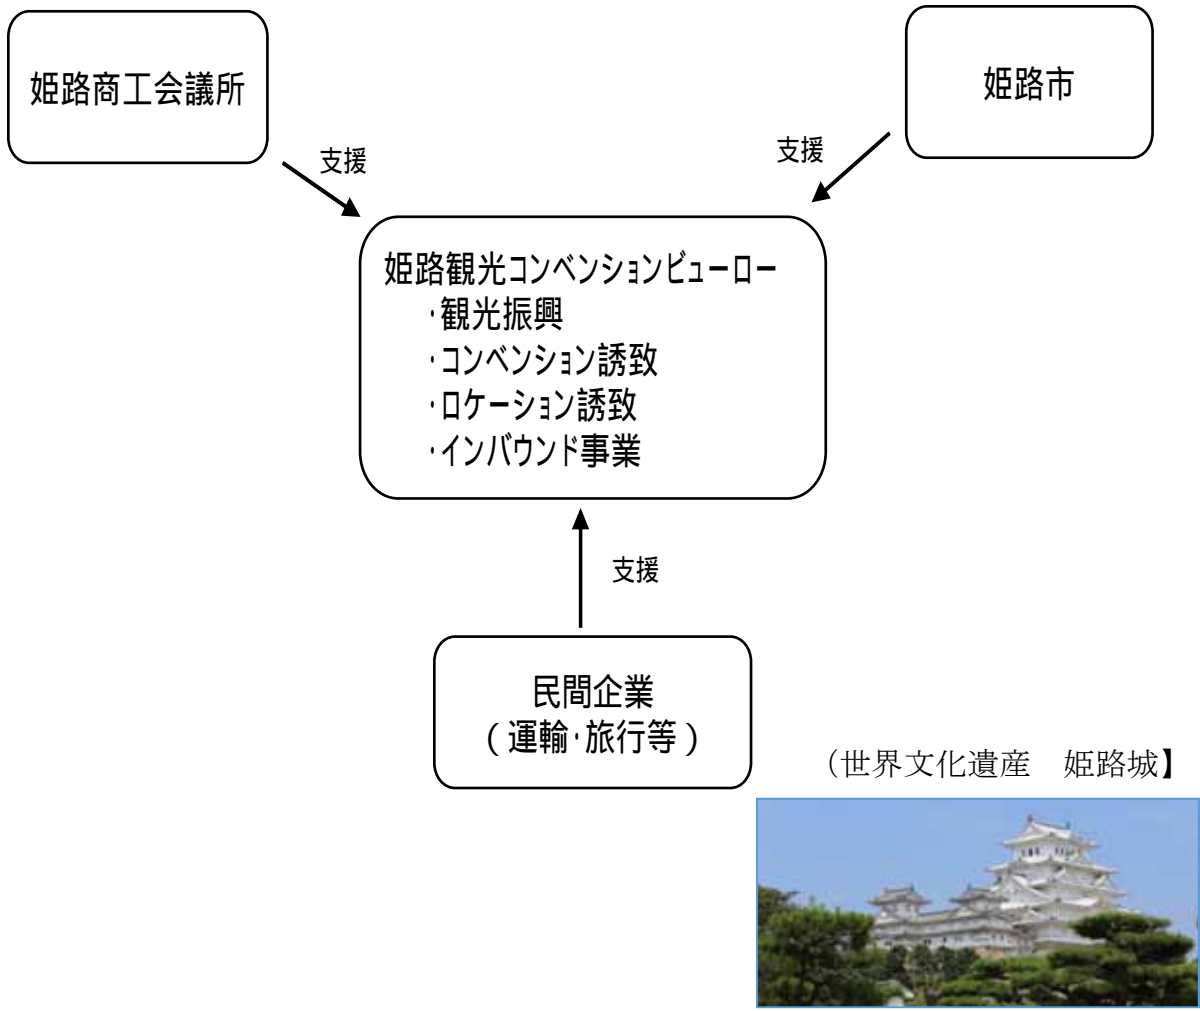 姫路商工会議所
姫路市
支援
支援
姫路観光コンベンションビューロー
・観光振興
・コンベンション誘致
・ロケーション誘致
・インバウンド事業
支援
民間企業
（運輸・旅行等）
（世界文化遺産　姫路城】